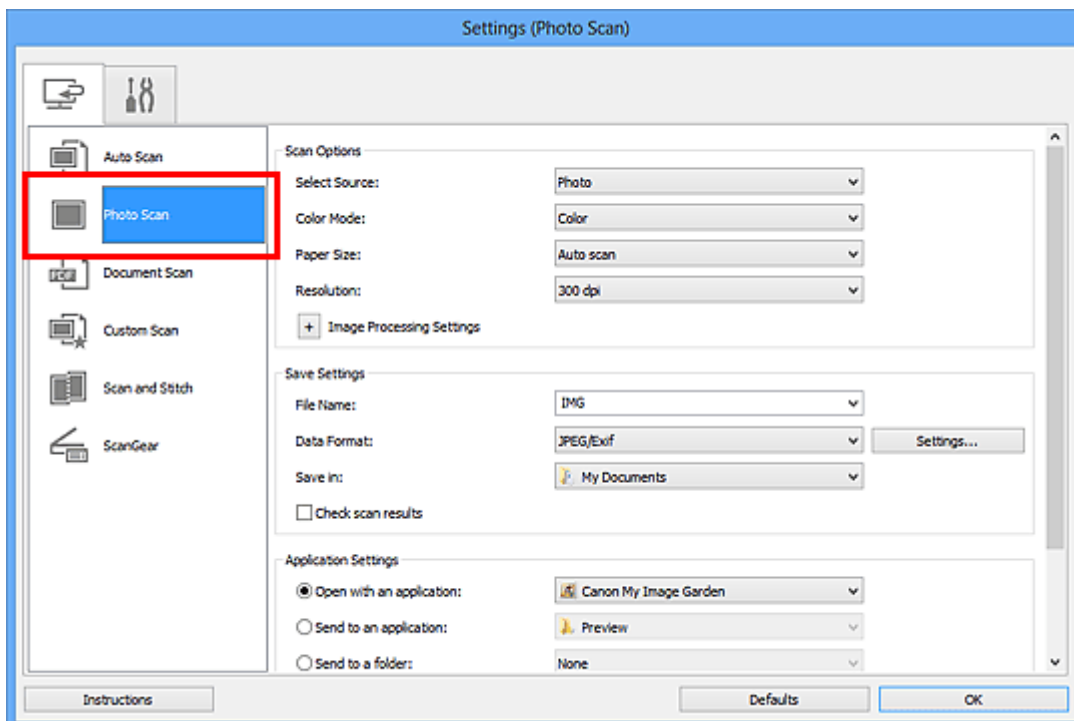 Settings (Photo Scan)
Auto Scan
Photo Scan
Document Scan
Custom Scan
Scan and Stitch
ScanGear
Scan Options
Select Source: Photo
Color Mode: Color
Paper Size: Auto scan
Resolution: 300 dpi
+ Image Processing Settings
Save Settings
File Name: IMG
Data Format: JPEG/Exif Settings...
Save in: My Documents
Check scan results
Application Settings
Open with an application: Canon My Image Garden
Send to an application: Preview
Send to a folder: None
Instructions Defaults OK